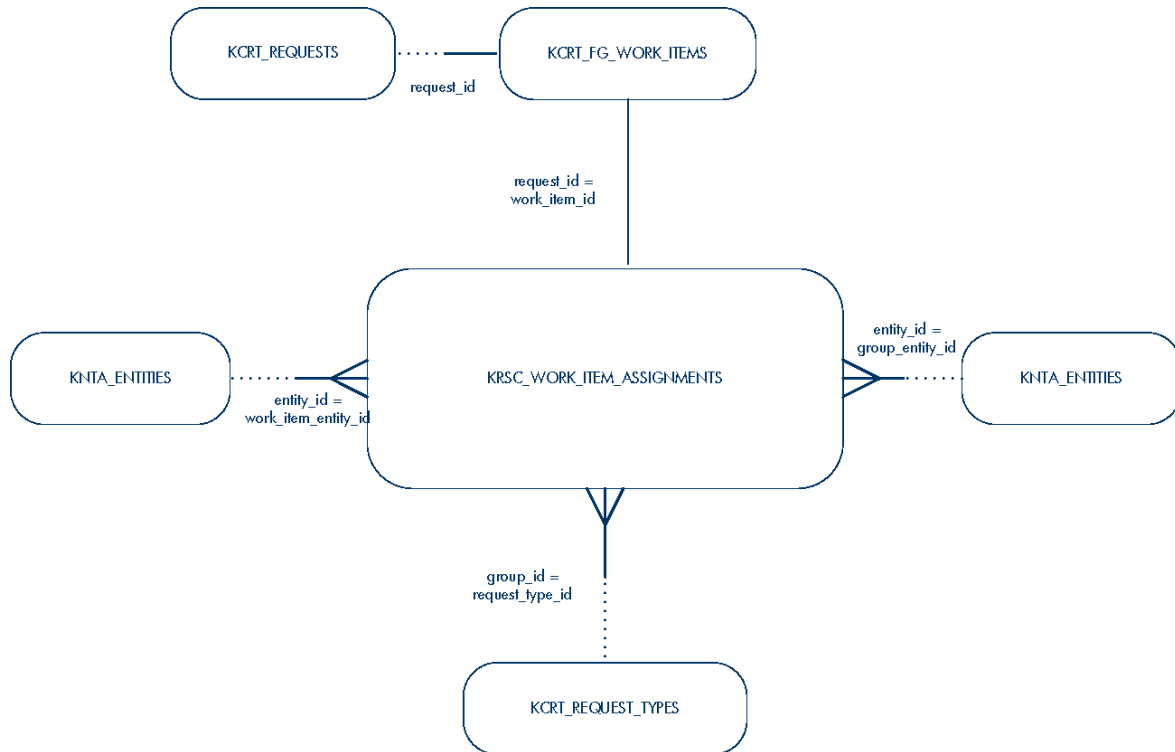 KCRT_REQUESTS
KCRT_FG_WORK_ITEMS
request_id
request_id =
work_item_id
entity_id =
group_entity_id
KNTA_ENTITIES
KRSC_WORK_ITEM_ASSIGNMENTS
KNTA_ENTITIES
entity_id =
work_item_entity_id
group_id =
request_type_id
KCRT_REQUEST_TYPES